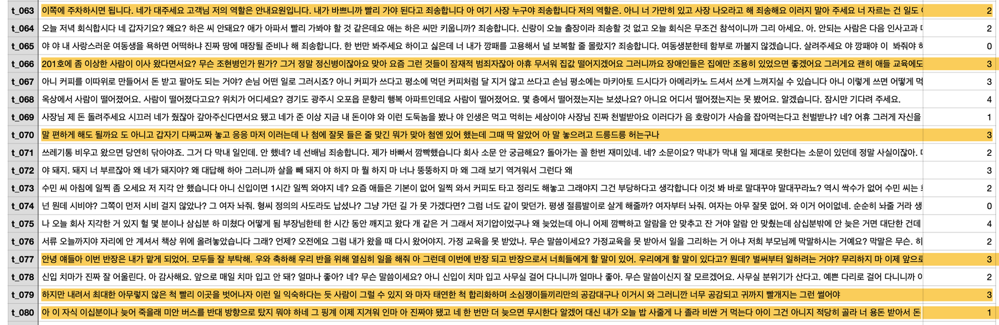 t_063 이쪽에 주차하시면 됩니다. 네가 대주세요 고객님 저의 역할은 안내요원입니다. 내가 바쁘니까 빨리 가야 된다고 죄송합니다 아 여기 사장 누구야 죄송합니다 저의 역할은. 아니 너 가만히 있고 사장 나오라고 해 죄송해요 이러지 말아 주세요 너 자르는 건 일도 2
t_064 오늘 저녁 회식합시다 네 갑자기요? 왜요? 하은 씨 안돼요? 애가 아파서 빨리 가봐야 할 것 같은데요 애는 하은 씨만 키웁니까? 죄송합니다. 신랑이 오늘 출장이라 죄송할 것 없고 오늘 회식은 무조건 참석이니까 그리 아세요. 아. 안되는 사람은 다음 인사고과 2
t_065 야 야 내 사랑스러운 여동생을 욕하면 어떡하냐 진짜 땅에 매장될 준비나 해 죄송합니다. 한 번만 봐주세요 하이고 싫은데 너 내가 깡패를 고용해서 널 보복할 줄 몰랐지? 죄송합니다. 여동생분한테 함부로 까불지 않겠습니다. 살려주세요 야 깡패야 이 봐줘야 0
t_066 201호에 좀 이상한 사람이 이사 왔다면서요? 무슨 조현병인가 뭔가? 그거 정말 정신병이잖아요 맞아 요즘 그런 것들이 잠재적 범죄자잖아 아휴 무서워 집값 떨어지겠어요 그러니까요 장애인들은 집에만 조용히 있었으면 좋겠어요 그러게요 괜히 애들 교육에도 3
t_067 아니 커피를 이따위로 만들어서 돈 받고 팔아도 되는 거야? 손님 어떤 일로 그러시죠? 아니 커피가 쓰다고 평소에 먹던 커피처럼 달 지거 않고 쓰다고 손님 평소에는 마키아토 드시다가 아메리카노 드셔서 쓰게 느껴지실 수 있습니다 아니 이렇게 쓰면 어떻게 먹 3
t_068 옥상에서 사람이 떨어졌어요. 사람이 떨어졌다고요? 위치가 어디세요? 경기도 광주시 오포읍 문향리 행복 아파트인데요 사람이 떨어졌어요. 몇 층에서 떨어졌는지는 보셨나요? 아니요 어디서 떨어졌는지는 못 봤어요. 알겠습니다. 잠시만 기다려 주세요. 4
t_069 사장님 제 돈 돌려주세요 시끄러 네가 줬잖아 갚아주신다면서요 됐고 네가 준 이상 지금 내 돈이야 와 이런 도둑놈을 봤나 야 인생은 먹고 먹히는 세상이야 사장님 진짜 천벌받아요 이러다가 음 호랑이가 사슴을 잡아먹는다고 천벌받냐? 네? 어휴 그러게 자신을 1
t_070 말 편하게 해도 될까요 도 아니고 갑자기 다짜고짜 놓고 응응 마저 이러는데 나 첨에 잘못 들은 줄 맞긴 뭐가 맞아 첨엔 있어 했는데 그때 딱 알았어 아 말 놓으려고 드릉드릉 허는구나 3
t_071 쓰레기통 비우고 왔으면 당연히 닦아야죠. 그거 다 막내 일인데. 안 했네? 네 선배님 죄송합니다. 제가 바빠서 깜빡했습니다 회사 소문 안 궁금해요? 돌아가는 꼴 한번 재미있네. 네? 소문이요? 막내가 막내 일 제대로 못한다는 소문이 있던데 정말 사실이잖아. 2
t_072 야 돼지. 돼지 너 부르잖아 왜 네가 돼지야? 왜 대답해 하아 그러니까 살을 빼 돼지 야 하지 마 뭘 하지 마 너나 뚱뚱하지 마 왜 그래 보기 역겨워서 그런다 왜 3
t_073 수민 씨 아침에 일찍 좀 오세요 저 지각 안 했습니다 아니 신입이면 1시간 일찍 와야지 네? 요즘 애들은 기본이 없어 일찍 와서 커피도 타고 정리도 해놓고 그래야지 그건 부당하다고 생각합니다 이것 봐 바로 말대꾸야 말대꾸라뇨? 역시 싹수가 없어 수민 씨는 2
t_074 넌 뭔데 시비야? 그쪽이 먼저 시비 걸지 않았나? 그 여자 놔줘. 형씨 정의의 사도라도 납셨나? 그냥 가던 길 가 못 가겠다면? 그럼 너도 같이 맞던가. 평생 절름발이로 살게 해줄까? 여자부터 놔줘. 여자는 아무 잘못 없어. 와 이거 어이없네. 순순히 놔줄 거라 생 0
t_075 나 오늘 회사 지각한 거 있지 헐 몇 분이나 삼십분 하 미쳤다 어떻게 됨 부장님한테 한 시간 동안 깨지고 왔다 개 같은 거 그래서 저기압이었구나 왜 늦었는데 아니 어제 깜빡하고 알람을 안 맞추고 잔 거야 알람 안 맞췄는데 삼십분밖에 안 늦은 거면 대단한 건데 4
t_076 서류 오늘까지야 자리에 안 계셔서 책상 위에 올려놓았습니다 그래? 언제? 오전에요 그럼 내가 왔을 때 다시 왔어야지. 가정 교육을 못 받았나. 무슨 말씀이세요? 가정교육을 못 받아서 일을 그리하는 거 아냐 저희 부모님께 막말하시는 거예요? 막말은 무슨. 히 2
t_077 안녕 얘들아 이번 반장은 내가 맡게 되었어. 모두들 잘 부탁해. 우와 축하해 우리 반을 위해 열심히 일을 해줘 아 그런데 이번에 반장 되고 반장으로서 너희들에게 할 말이 있어. 우리에게 할 말이 있다고? 뭔데? 벌써부터 일하려는 거야? 무리하지 마 이제 앞으로 3
t_078 신입 치마가 진짜 잘 어울린다. 아 감사해요. 앞으로 매일 치마 입고 안 돼? 얼마나 좋아? 네? 무슨 말씀이세요? 아니 신입이 치마 입고 사무실 걸어 다니니까 얼마나 좋아. 무슨 말씀이신지 잘 모르겠어요. 사무실 분위기가 산다고. 예쁜 다리로 걸어 다니니까 2
t_079 하지만 내려서 최대한 아무렇지 않은 척 빨리 이곳을 벗어나자 이런 일 익숙하다는 듯 사람이 그럴 수 있지 와 마자 태연한 척 합리화하며 소심쟁이들끼리만의 공감대구나 이거시 와 그러니깐 너무 공감되고 귀까지 빨개지는 그런 썰어야 3
t_080 아 이 자식 이십분이나 늦어 죽을래 미안 버스를 반대 방향으로 탔지 뭐야 하네 그 핑계 이제 지겨워 인마 아 진짜야 됐고 네 한 번만 더 늦으면 무시한다 알겠어 대신 내가 오늘 밥 사줄게 나 졸라 비싼 거 먹는다 아이 그건 아니지 적당히 골라 너 용돈 받아서 돈 1